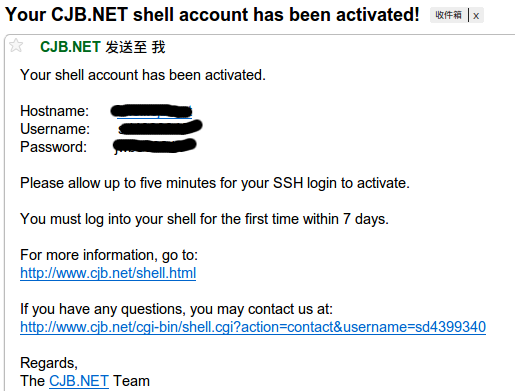 Your CJB.NET shell account has been activated! 收件箱 x
CJB.NET 发送至 我
Your shell account has been activated.
Hostname:
Username:
Password:
Please allow up to five minutes for your SSH login to activate.
You must log into your shell for the first time within 7 days.
For more information, go to:
http://www.cjb.net/shell.html
If you have any questions, you may contact us at:
http://www.cjb.net/cgi-bin/shell.cgi?action=contact&username=sd4399340
Regards,
The CJB.NET Team